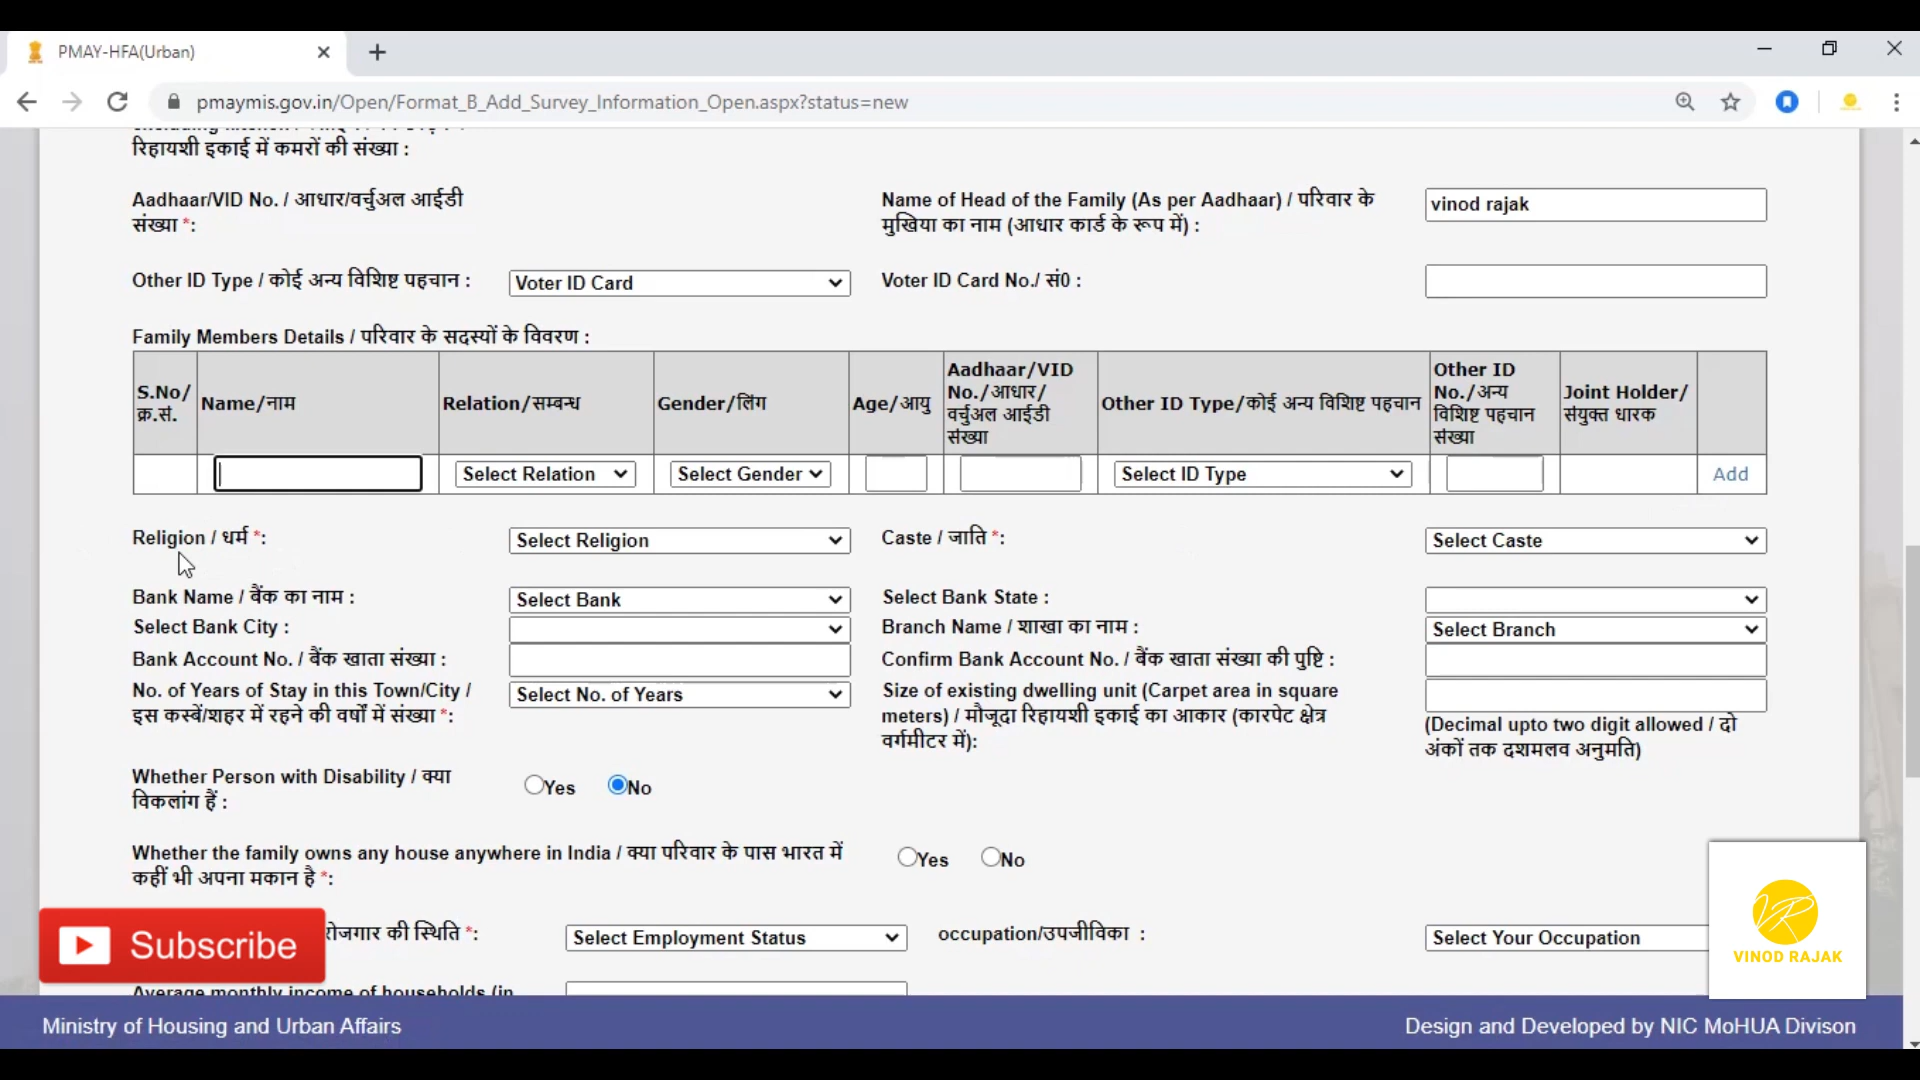 PMAY-HFA(Urban)
pmaymis.gov.in/Open/Format_B_Add_Survey_Information_Open.aspx?status=new
रिहायशी इकाई में कमरों की संख्या :
Aadhaar/VID No. / आधार/वर्चुअल आईडी
संख्या *:
Name of Head of the Family (As per Aadhaar) / परिवार के
मुखिया का नाम (आधार कार्ड के रूप में) :
vinod rajak
Other ID Type / कोई अन्य विशिष्ट पहचान :
Voter ID Card
Voter ID Card No./ सं0 :
Family Members Details / परिवार के सदस्यों के विवरण :
S.No/
क्र.सं.
Name/नाम
Relation/सम्बन्ध
Gender/लिंग
Age/आयु
Aadhaar/VID
No./आधार/
वर्चुअल आईडी
संख्या
Other ID Type/कोई अन्य विशिष्ट पहचान
Other ID
No./अन्य
विशिष्ट पहचान
संख्या
Joint Holder/
संयुक्त धारक
Select Relation
Select Gender
Select ID Type
Add
Religion / धर्म *:
Select Religion
Caste / जाति *:
Select Caste
Bank Name / बैंक का नाम :
Select Bank
Select Bank State :
Select Bank City :
Branch Name / शाखा का नाम :
Select Branch
Bank Account No. / बैंक खाता संख्या :
Confirm Bank Account No. / बैंक खाता संख्या की पुष्टि :
No. of Years of Stay in this Town/City /
इस कस्बें/शहर में रहने की वर्षों में संख्या *:
Select No. of Years
Size of existing dwelling unit (Carpet area in square
meters) / मौजूदा रिहायशी इकाई का आकार (कारपेट क्षेत्र
वर्गमीटर में):
(Decimal upto two digit allowed / दो
अंकों तक दशमलव अनुमति)
Whether Person with Disability / क्या
विकलांग हैं :
Yes
No
Whether the family owns any house anywhere in India / क्या परिवार के पास भारत में
कहीं भी अपना मकान है *:
Yes
No
रोजगार की स्थिति *:
Select Employment Status
occupation/उपजीविका :
Select Your Occupation
Subscribe
VR
VINOD RAJAK
Average monthly income of households (in
Ministry of Housing and Urban Affairs
Design and Developed by NIC MoHUA Divison